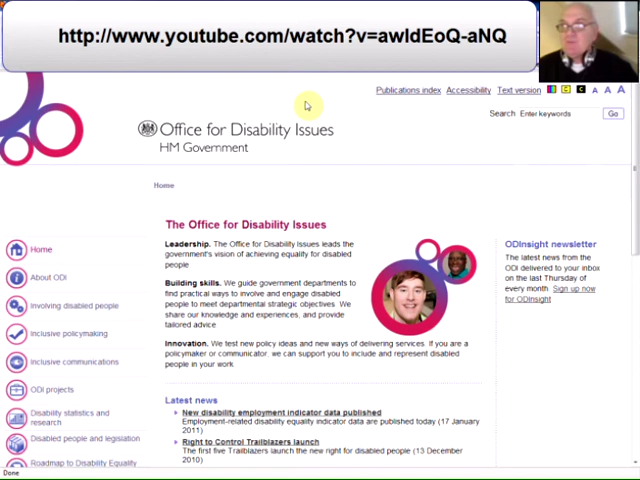 http://www.youtube.com/watch?v=awIdEoQ-aNQ
Publications index Accessibility Text version C C C A A A
Search Enter keywords Go
Office for Disability Issues
HM Government
Home
The Office for Disability Issues
Leadership. The Office for Disability Issues leads the
government's vision of achieving equality for disabled
people
Building skills. We guide government departments to
find practical ways to involve and engage disabled
people to meet departmental strategic objectives. We
share our knowledge and experiences, and provide
tailored advice
Innovation. We test new policy ideas and new ways of delivering services. If you are a
policymaker or communicator, we can support you to include and represent disabled
people in your work.
Latest news
New disability employment indicator data published
Employment-related disability equality indicator data are published today (17 January
2011)
Right to Control Trailblazers launch
The first five Trailblazers launch the new right for disabled people (13 December
2010)
ODInsight newsletter
The latest news from the
ODI delivered to your inbox
on the last Thursday of
every month. Sign up now
for ODInsight
Home
About ODI
Involving disabled people
Inclusive policymaking
Inclusive communications
ODI projects
Disability statistics and
research
Disabled people and legislation
Roadmap to Disability Equality
Done